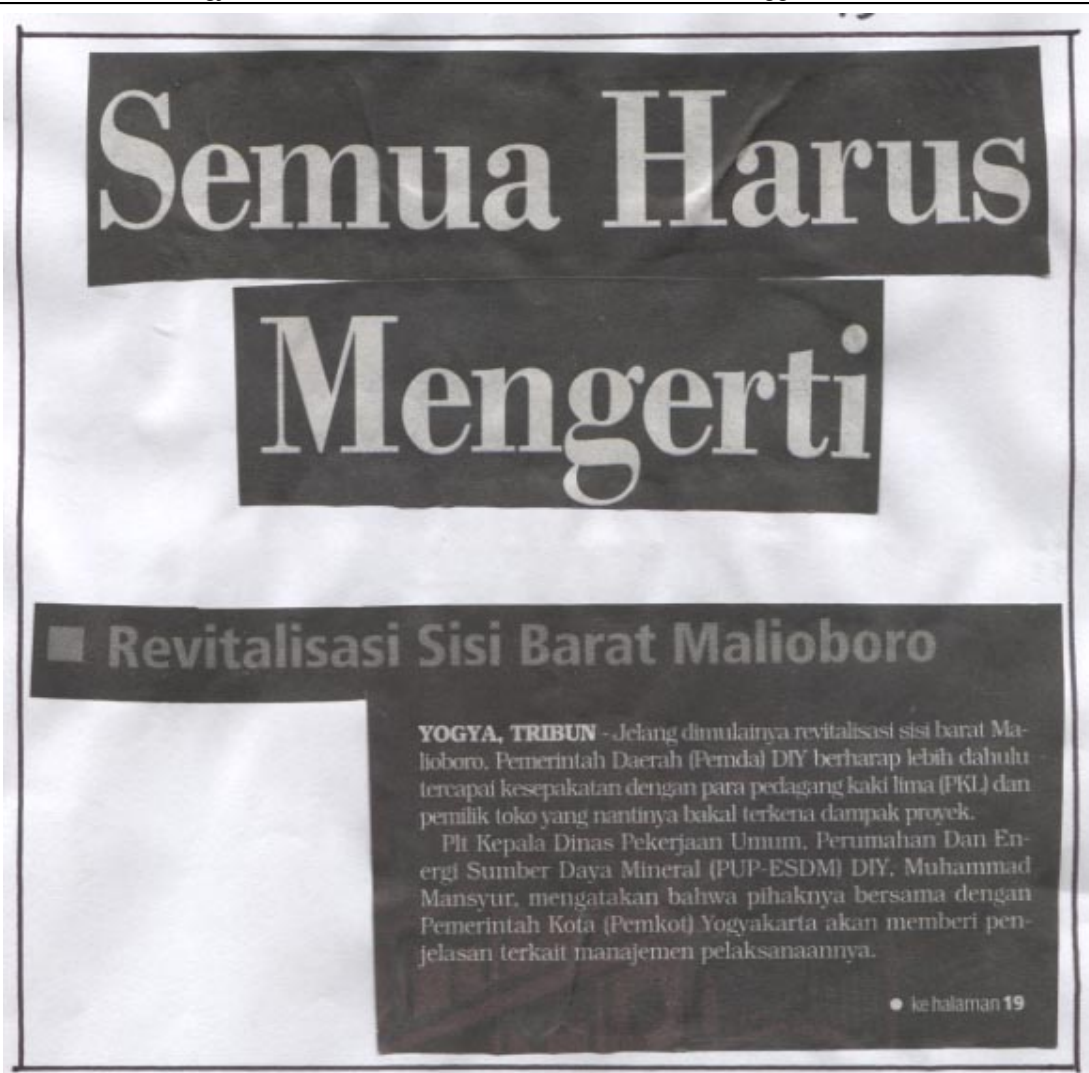 Semua Harus
Mengerti
Revitalisasi Sisi Barat Malioboro
YOGYA, TRIBUN - Jelang dimulainya revitalisasi sisi barat Ma-
lioboro, Pemerintah Daerah (Pemda) DIY berharap lebih dahulu
tercapai kesepakatan dengan para pedagang kaki lima (PKL) dan
pemilik toko yang nantinya bakal terkena dampak proyek.
Plt Kepala Dinas Pekerjaan Umum, Perumahan Dan En-
ergi Sumber Daya Mineral (PUP-ESDM) DIY, Muhammad
Mansyur, mengatakan bahwa pihaknya bersama dengan
Pemerintah Kota (Pemkot) Yogyakarta akan memberi pen-
jelasan terkait manajemen pelaksanaannya.
● ke halaman 19